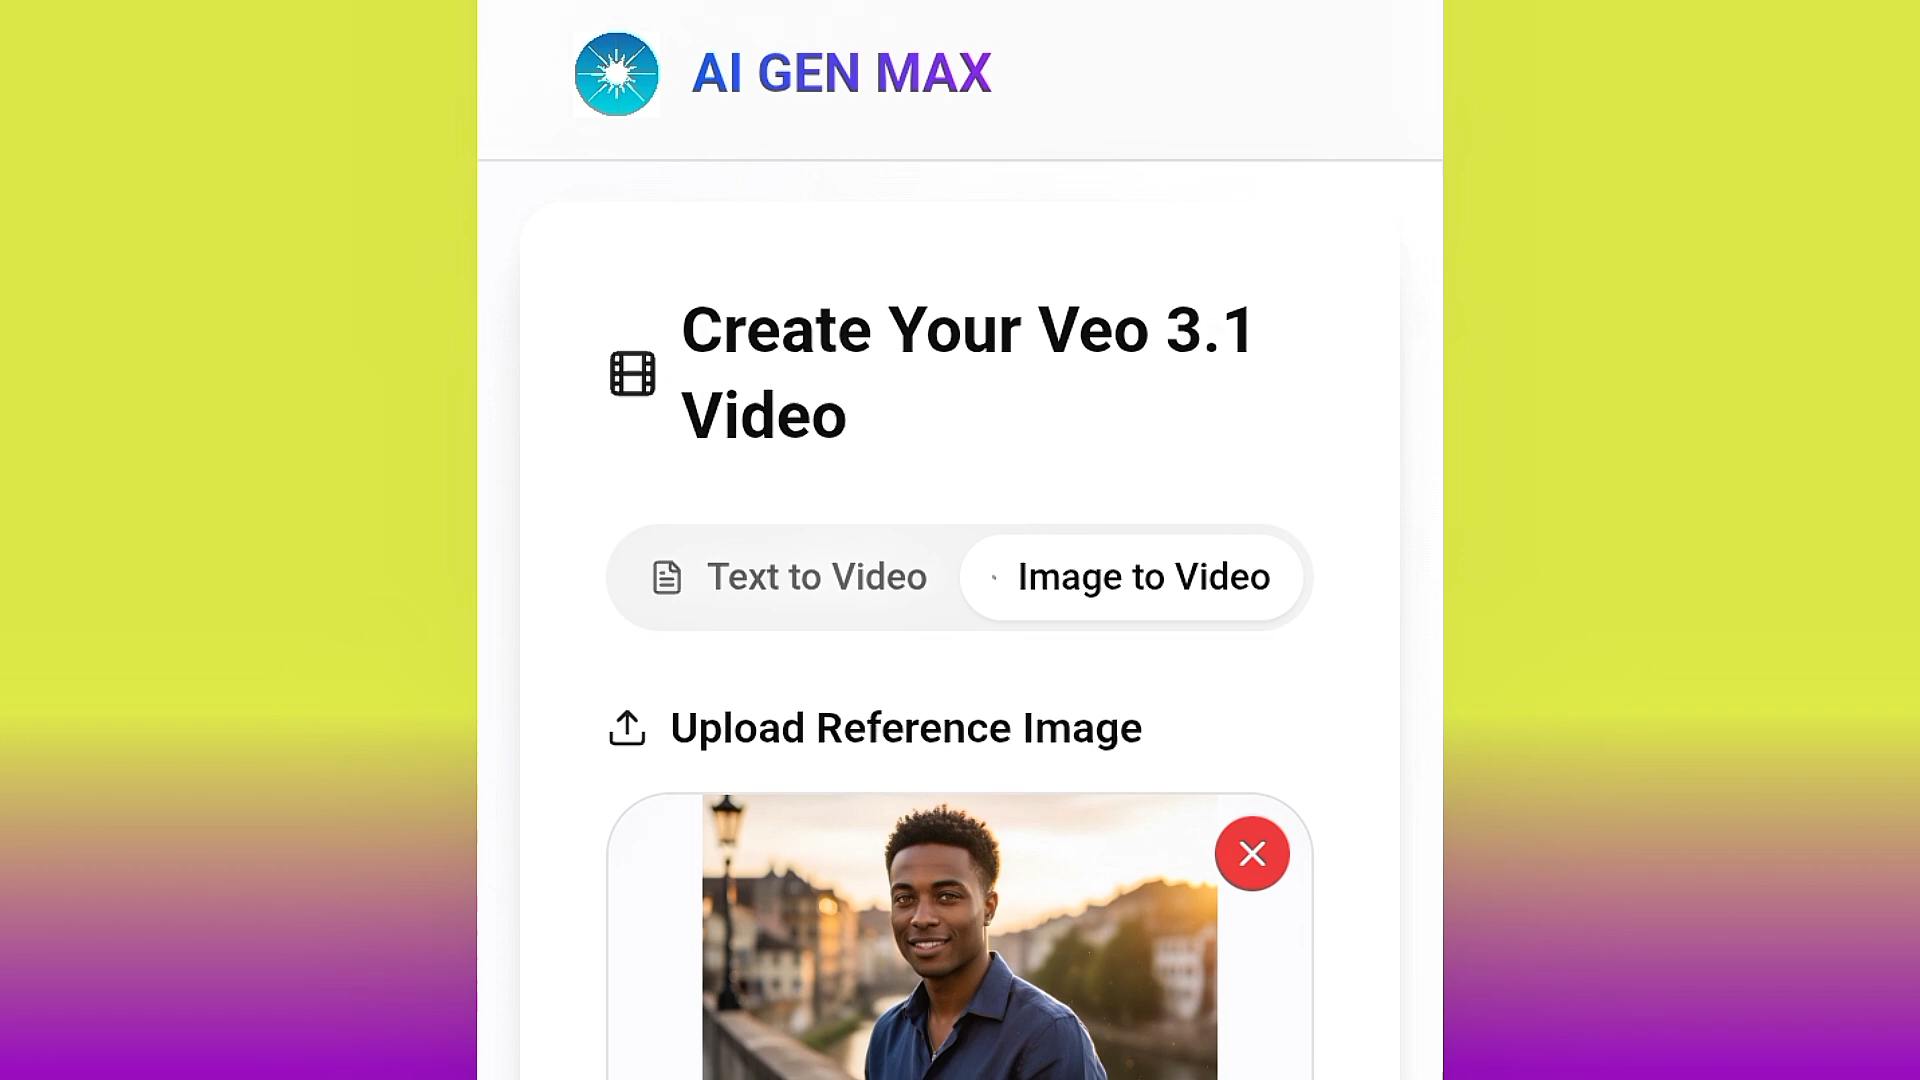 AI GEN MAX
Create Your Veo 3.1
Video
Text to Video
Image to Video
Upload Reference Image